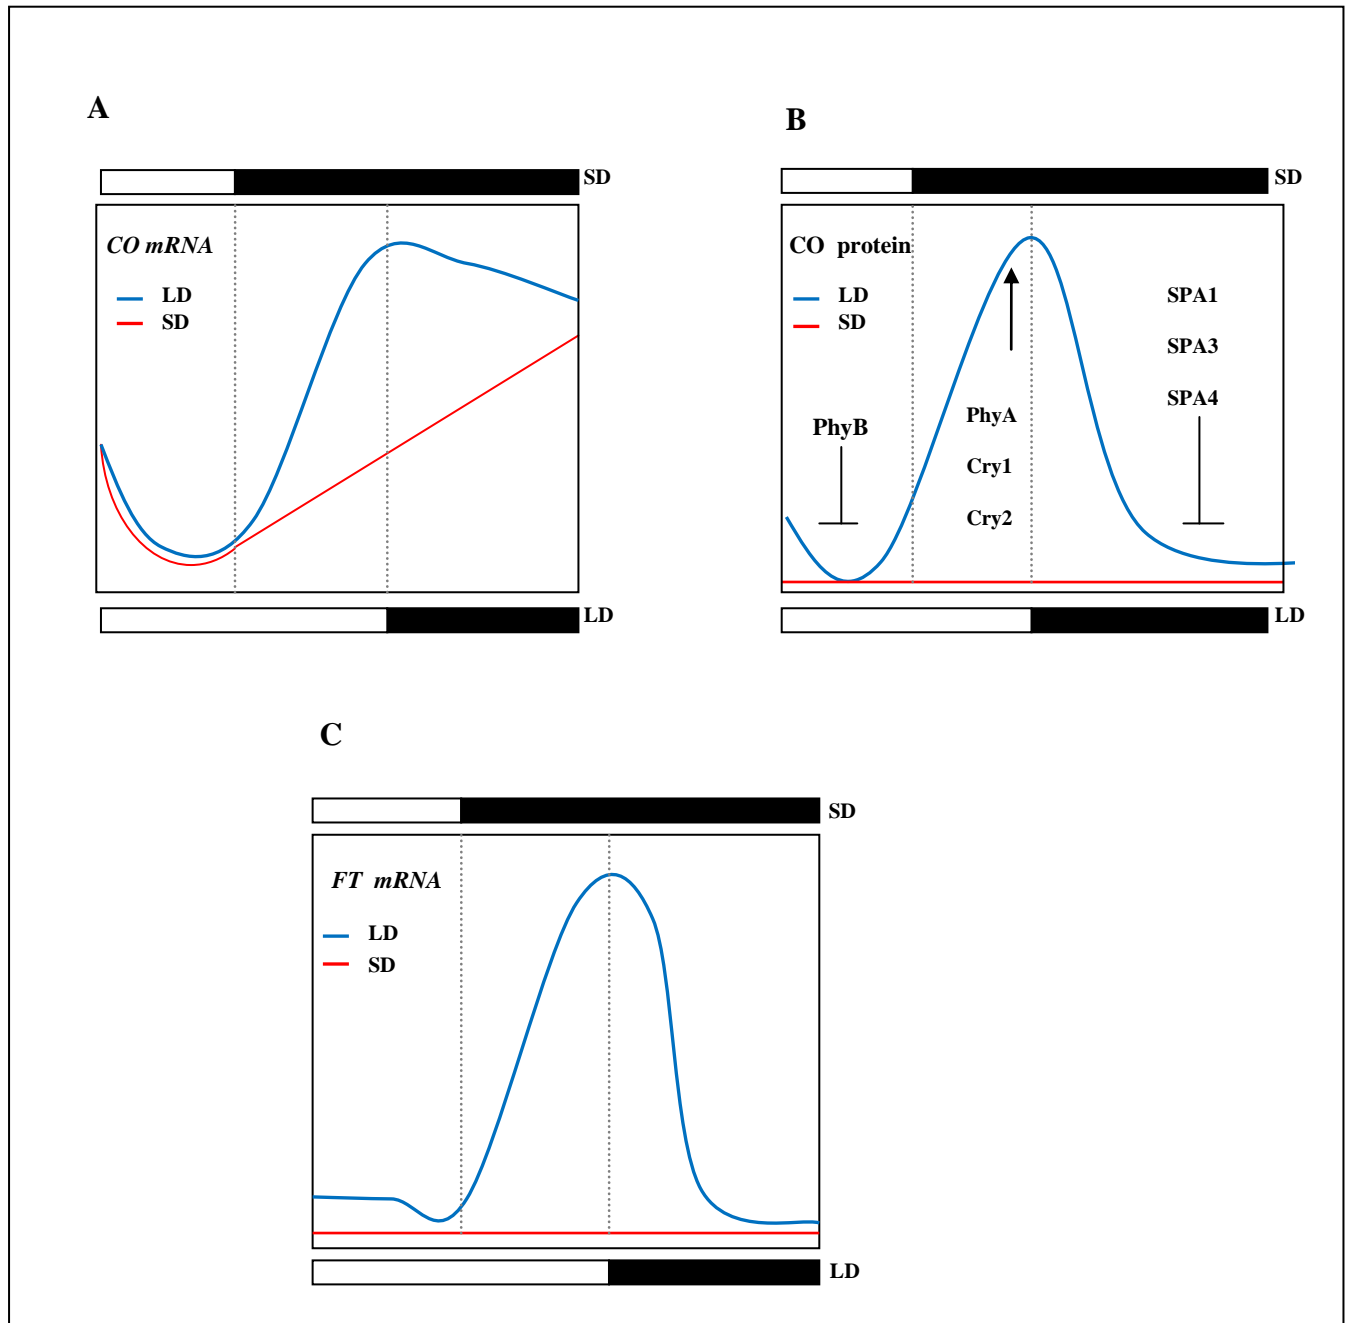 A
SD
CO mRNA
LD
SD
LD
B
SD
CO protein
LD
SD
PhyB
PhyA
Cry1
Cry2
SPA1
SPA3
SPA4
LD
C
SD
FT mRNA
LD
SD
LD